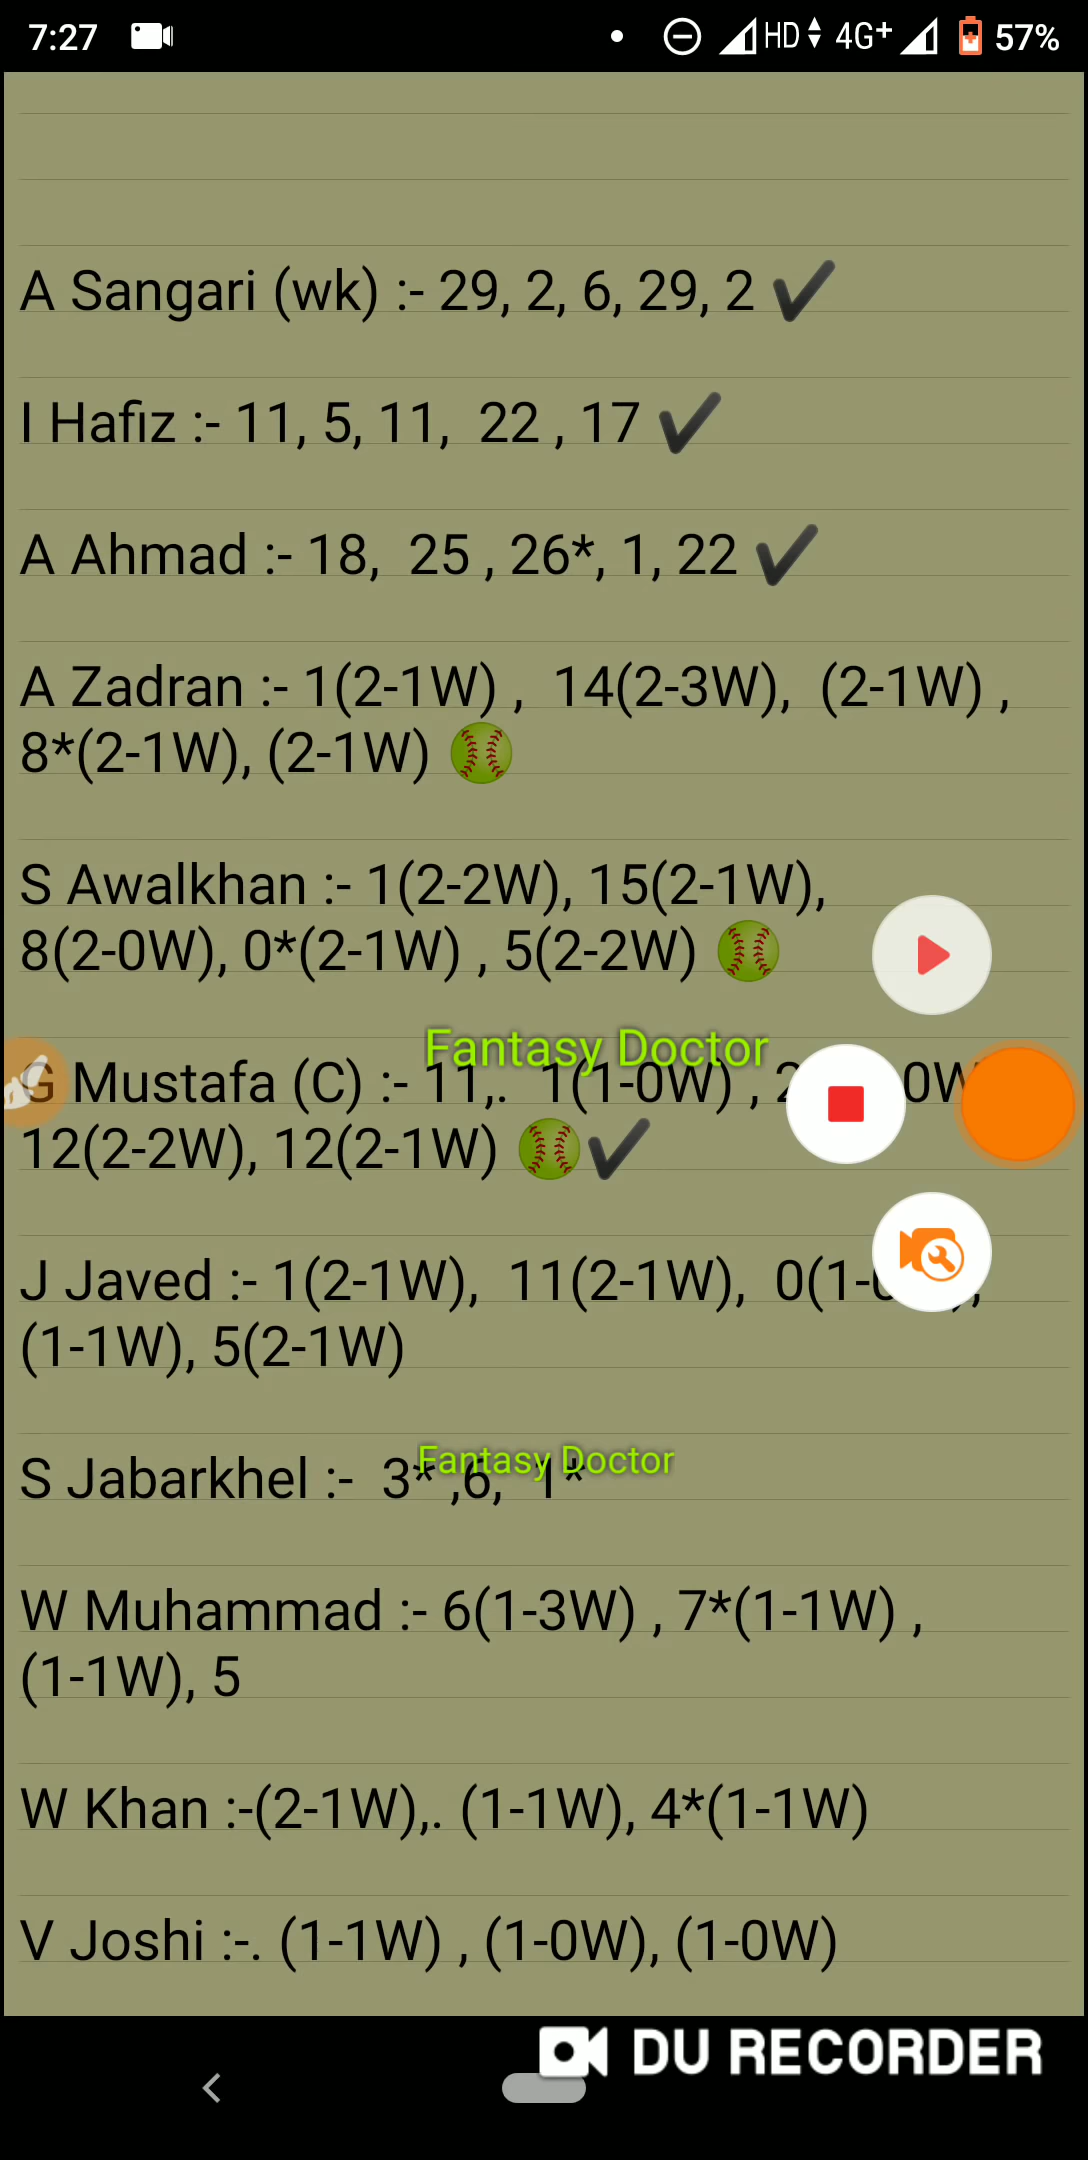 7:27 HD 4G+ 57%
A Sangari (wk) :- 29, 2, 6, 29, 2 ✔
I Hafiz :- 11, 5, 11, 22 , 17 ✔
A Ahmad :- 18, 25 , 26*, 1, 22 ✔
A Zadran :- 1(2-1W) , 14(2-3W), (2-1W) ,
8*(2-1W), (2-1W) 🥎
S Awalkhan :- 1(2-2W), 15(2-1W),
8(2-0W), 0*(2-1W) , 5(2-2W) 🥎
Fantasy Doctor
G Mustafa (C) :- 11,. 1(1-0W) , 2 0W
12(2-2W), 12(2-1W) 🥎✔
J Javed :- 1(2-1W), 11(2-1W), 0(1-
(1-1W), 5(2-1W)
Fantasy Doctor
S Jabarkhel :- 3* ,6, 1*
W Muhammad :- 6(1-3W) , 7*(1-1W) ,
(1-1W), 5
W Khan :-(2-1W),. (1-1W), 4*(1-1W)
V Joshi :-. (1-1W) , (1-0W), (1-0W)
DU RECORDER